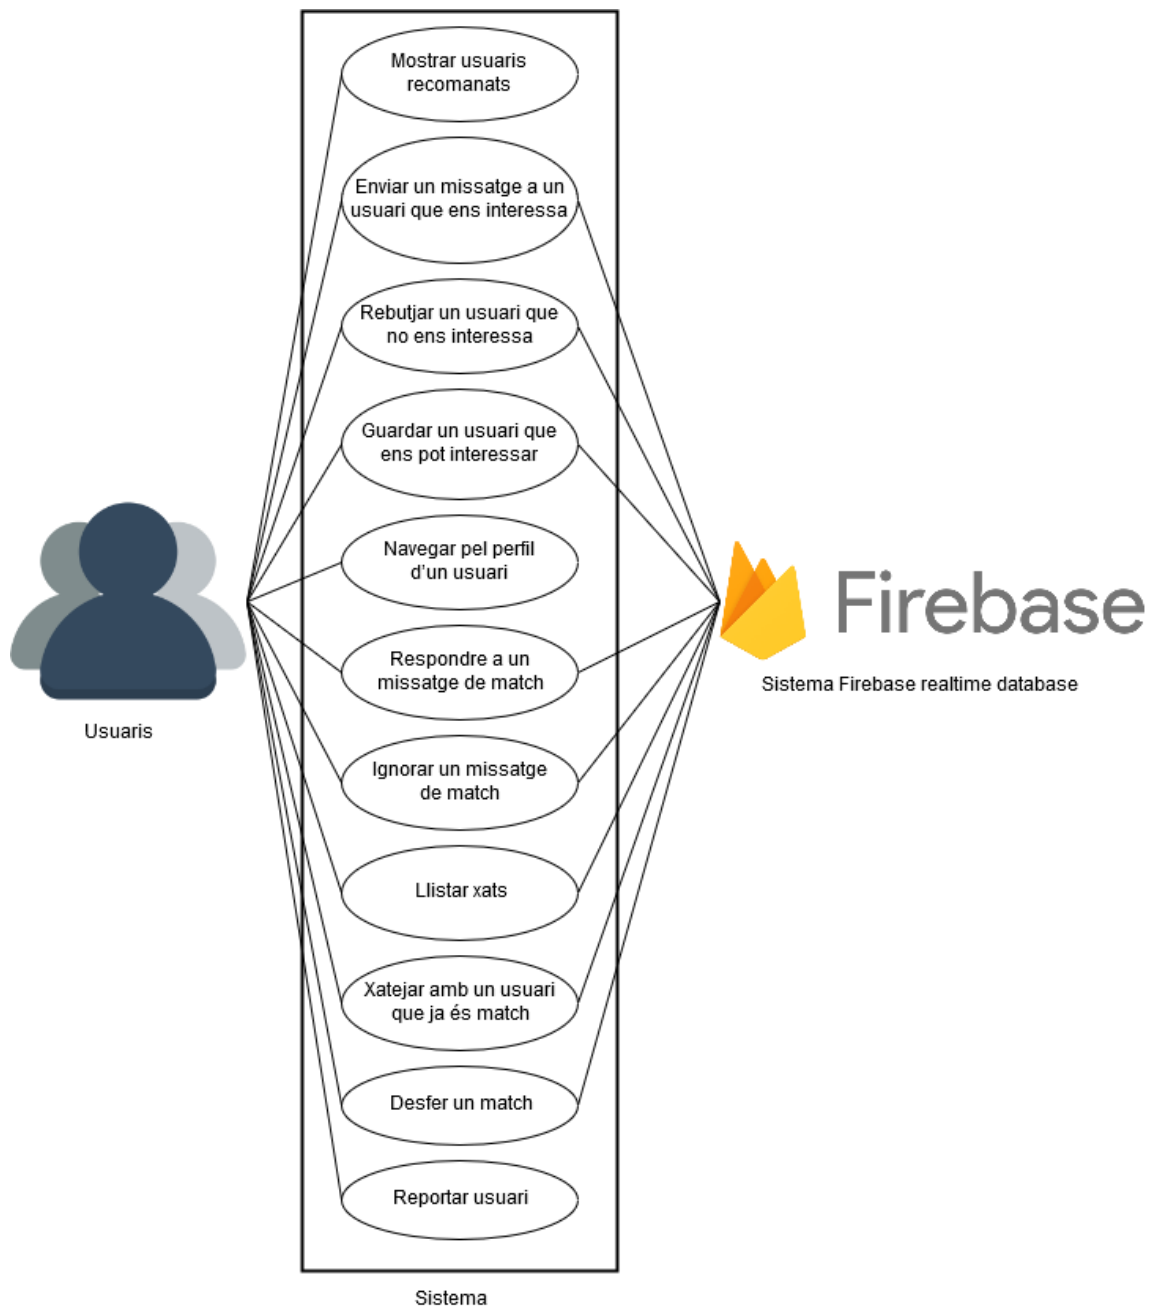 Mostrar usuaris
recomanats
Enviar un missatge a un
usuari que ens interessa
Rebutjar un usuari que
no ens interessa
Guardar un usuari que
ens pot interessar
Navegar pel perfil
d'un usuari
Respondre a un
missatge de match
Ignorar un missatge
de match
Llistar xats
Xatejar amb un usuari
que ja és match
Desfer un match
Reportar usuari
Sistema
Usuaris
Firebase
Sistema Firebase realtime database